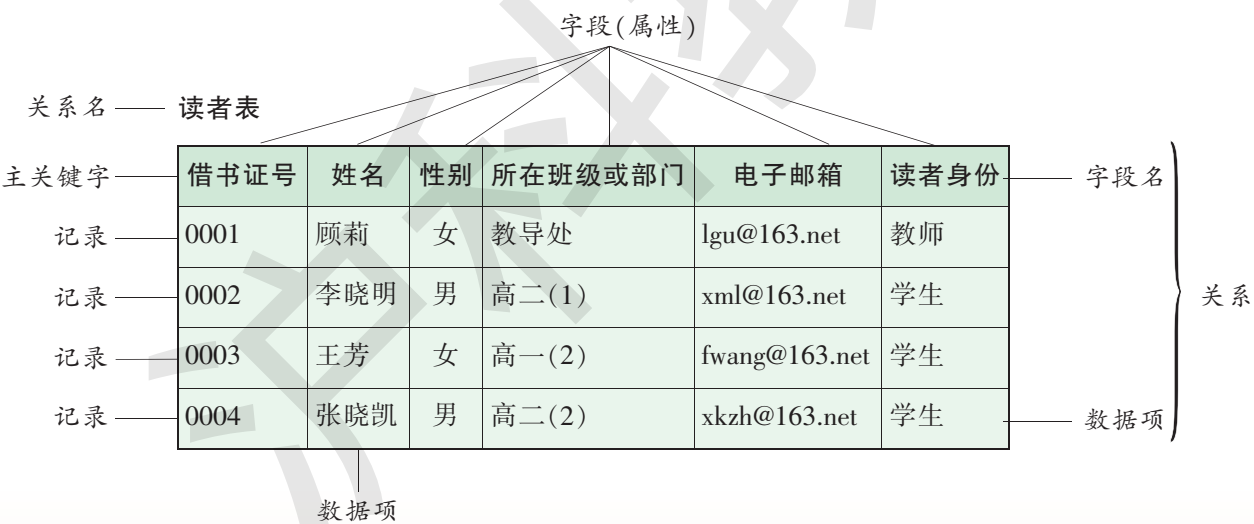 字段(属性)
关系名 读者表
主关键字 借书证号 姓名 性别 所在班级或部门 电子邮箱 读者身份 字段名
记录 0001 顾莉 女 教导处 lgu@163.net 教师
记录 0002 李晓明 男 高二(1) xml@163.net 学生 关系
记录 0003 王芳 女 高一(2) fwang@163.net 学生
记录 0004 张晓凯 男 高二(2) xkzh@163.net 学生 数据项
数据项